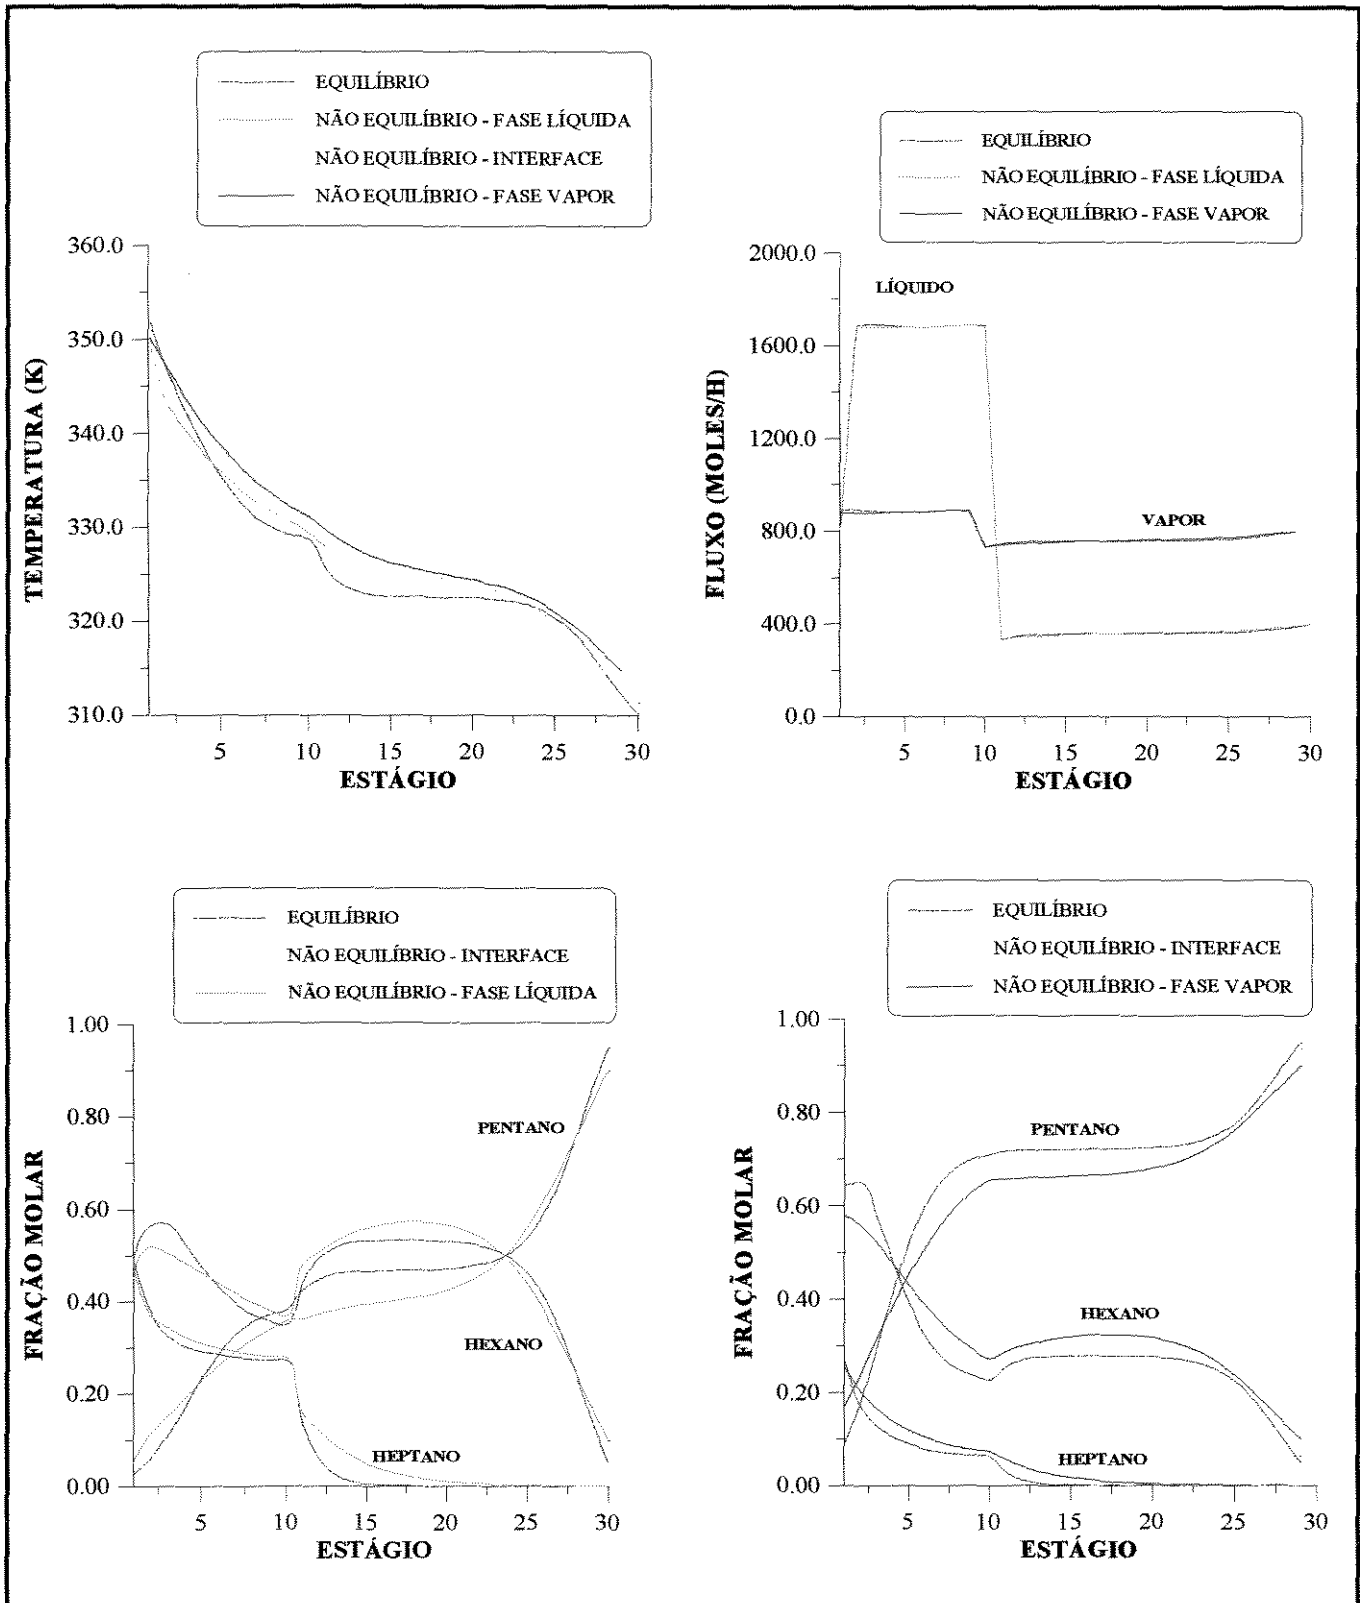 EQUILÍBRIO
NÃO EQUILÍBRIO - FASE LÍQUIDA
NÃO EQUILÍBRIO - INTERFACE
NÃO EQUILÍBRIO - FASE VAPOR
360.0
350.0
340.0
330.0
320.0
310.0
TEMPERATURA (K)
5 10 15 20 25 30
ESTÁGIO
EQUILÍBRIO
NÃO EQUILÍBRIO - FASE LÍQUIDA
NÃO EQUILÍBRIO - FASE VAPOR
2000.0
1600.0
1200.0
800.0
400.0
0.0
FLUXO (MOLES/H)
LÍQUIDO
VAPOR
5 10 15 20 25 30
ESTÁGIO
EQUILÍBRIO
NÃO EQUILÍBRIO - INTERFACE
NÃO EQUILÍBRIO - FASE LÍQUIDA
1.00
0.80
0.60
0.40
0.20
0.00
FRAÇÃO MOLAR
PENTANO
HEXANO
HEPTANO
5 10 15 20 25 30
ESTÁGIO
EQUILÍBRIO
NÃO EQUILÍBRIO - INTERFACE
NÃO EQUILÍBRIO - FASE VAPOR
1.00
0.80
0.60
0.40
0.20
0.00
FRAÇÃO MOLAR
PENTANO
HEXANO
HEPTANO
5 10 15 20 25 30
ESTÁGIO